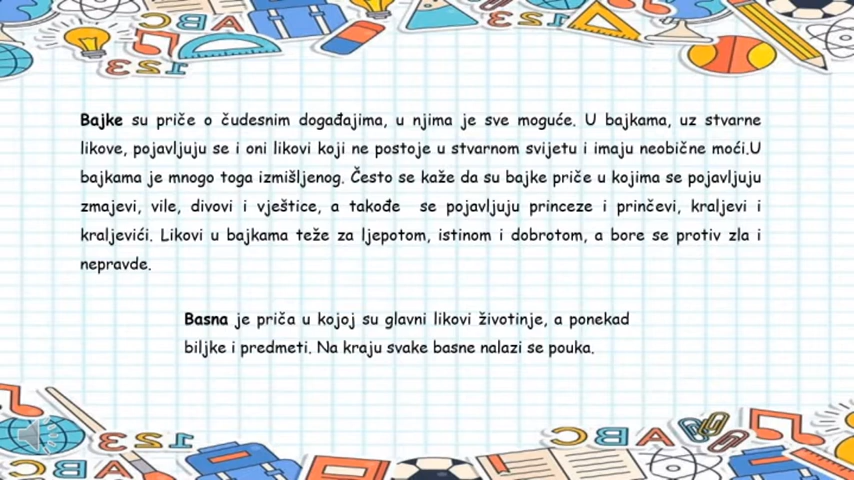 Bajke su priče o čudesnim događajima, u njima je sve moguće. U bajkama, uz stvarne
likove, pojavljuju se i oni likovi koji ne postoje u stvarnom svijetu i imaju neobične moći.U
bajkama je mnogo toga izmišljenog. Često se kaže da su bajke priče u kojima se pojavljuju
zmajevi, vile, divovi i vještice, a takođe se pojavljuju princeze i prinčevi, kraljevi i
kraljevići. Likovi u bajkama teže za ljepotom, istinom i dobrotom, a bore se protiv zla i
nepravde.
Basna je priča u kojoj su glavni likovi životinje, a ponekad
biljke i predmeti. Na kraju svake basne nalazi se pouka.